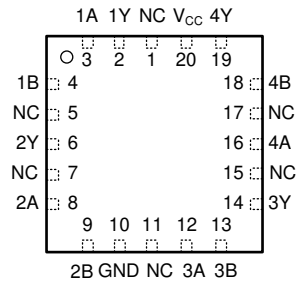 1A 1Y NC VCC 4Y
3 2 1 20 19
1B 4 18 4B
NC 5 17 NC
2Y 6 16 4A
NC 7 15 NC
2A 8 14 3Y
9 10 11 12 13
2B GND NC 3A 3B